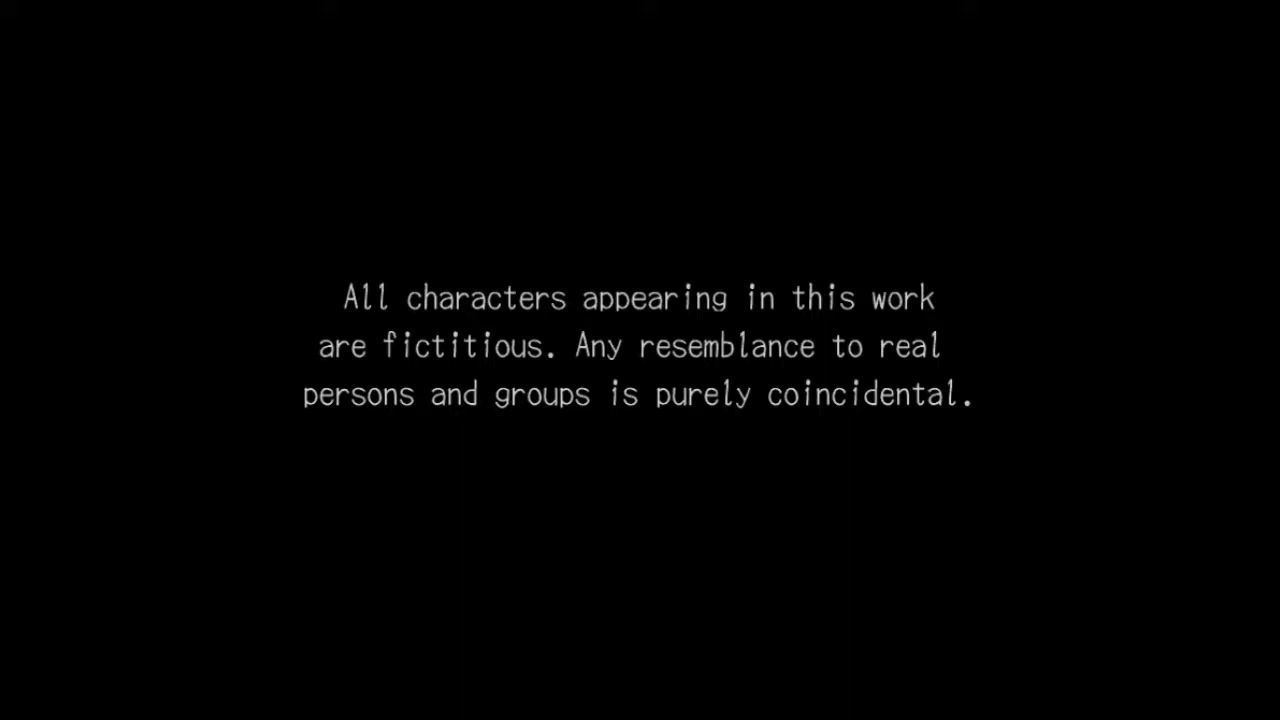 All characters appearing in this work
are fictitious. Any resemblance to real
persons and groups is purely coincidental.